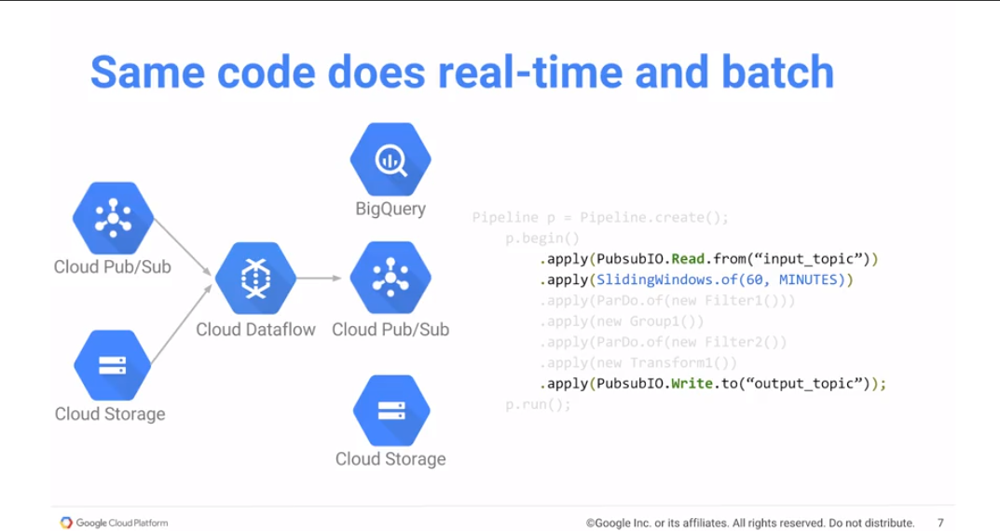 Same code does real-time and batch
BigQuery
Cloud Pub/Sub
Cloud Dataflow
Cloud Pub/Sub
Cloud Storage
Cloud Storage
Pipeline p = Pipeline.create();
p.begin()
.apply(PubsubIO.Read.from(“input_topic”))
.apply(SlidingWindows.of(60, MINUTES))
.apply(ParDo.of(new Filter1()))
.apply(new Group1())
.apply(ParDo.of(new Filter2())
.apply(new Transform1())
.apply(PubsubIO.Write.to(“output_topic”));
p.run();
Google Cloud Platform
©Google Inc. or its affiliates. All rights reserved. Do not distribute.
7